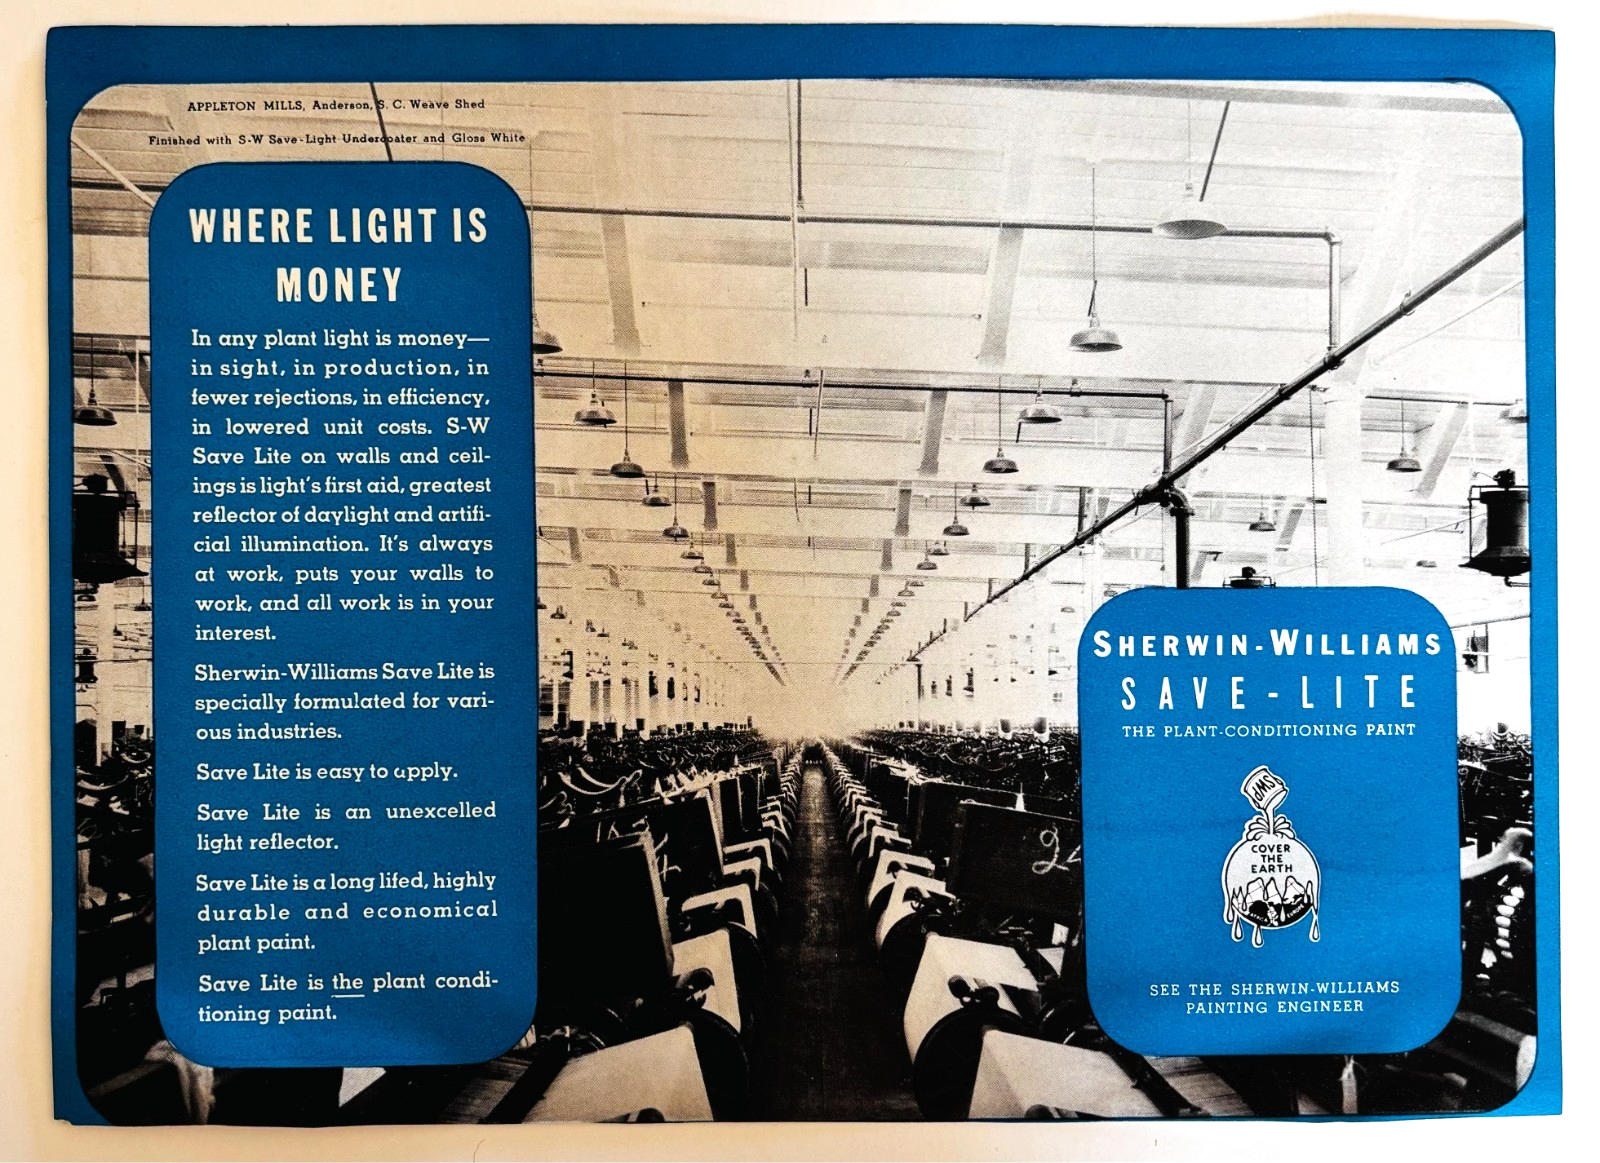 APPLETON MILLS, Anderson, S. C. Weave Shed
Finished with S-W Save-Light Undercoater and Gloss White
WHERE LIGHT IS
MONEY
In any plant light is money—
in sight, in production, in
fewer rejections, in efficiency,
in lowered unit costs. S-W
Save Lite on walls and ceil-
ings is light's first aid, greatest
reflector of daylight and artifi-
cial illumination. It's always
at work, puts your walls to
work, and all work is in your
interest.
Sherwin-Williams Save Lite is
specially formulated for vari-
ous industries.
Save Lite is easy to apply.
Save Lite is an unexcelled
light reflector.
Save Lite is a long lifed, highly
durable and economical
plant paint.
Save Lite is the plant condi-
tioning paint.
SHERWIN-WILLIAMS
SAVE-LITE
THE PLANT-CONDITIONING PAINT
SWP
COVER
THE
EARTH
AFRICA EUROPE
SEE THE SHERWIN-WILLIAMS
PAINTING ENGINEER